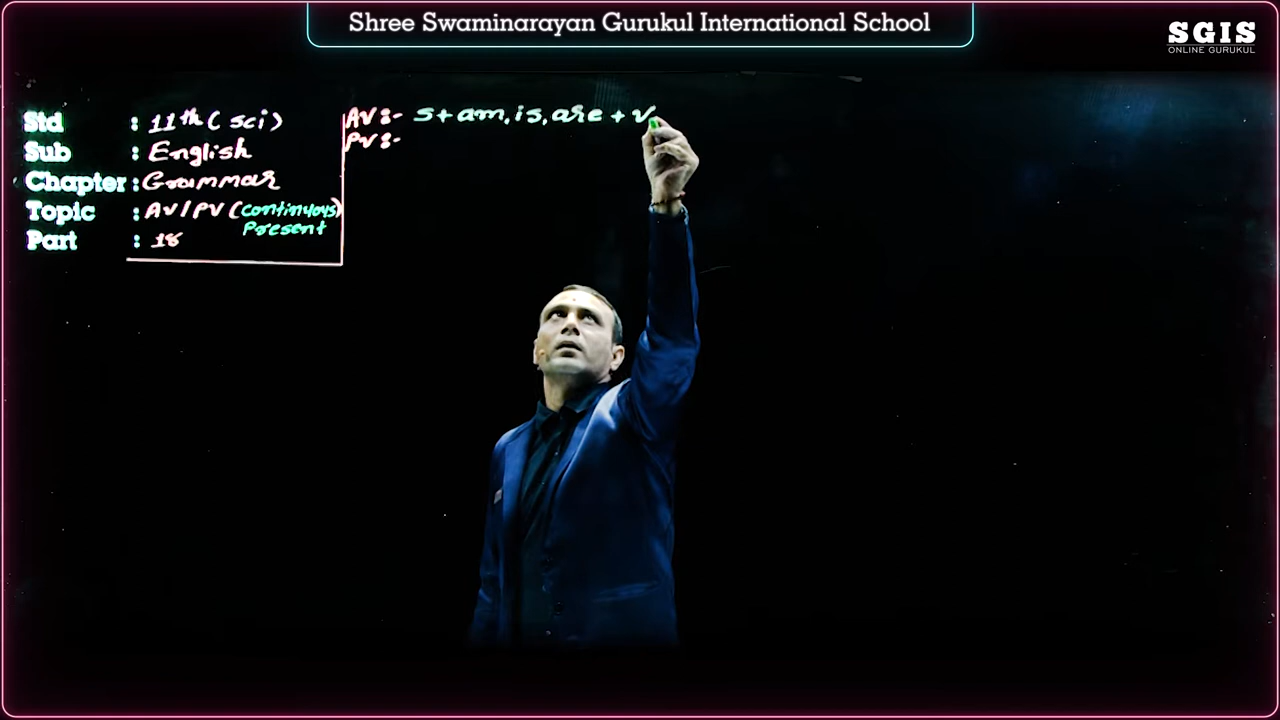 Shree Swaminarayan Gurukul International School
SGIS
ONLINE GURUKUL
Std : 11th (sci)
Sub : English
Chapter : Grammar
Topic : AV/PV (continuous)
Present
Part : 18
AV:- S+am,is,are + V
PV:-